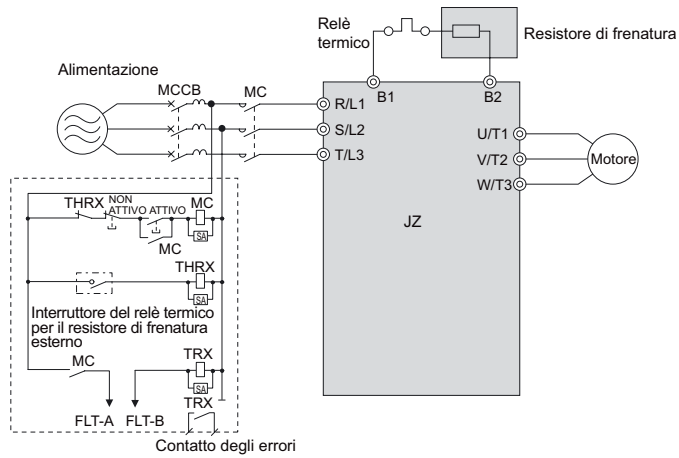 Relè
termico
Resistore di frenatura
Alimentazione
MCCB
MC
B1
B2
R/L1
S/L2
T/L3
U/T1
V/T2
W/T3
Motore
JZ
THRX
NON
ATTIVO
ATTIVO
MC
SA
MC
THRX
SA
Interruttore del relè termico
per il resistore di frenatura
esterno
MC
TRX
SA
TRX
FLT-A
FLT-B
Contatto degli errori